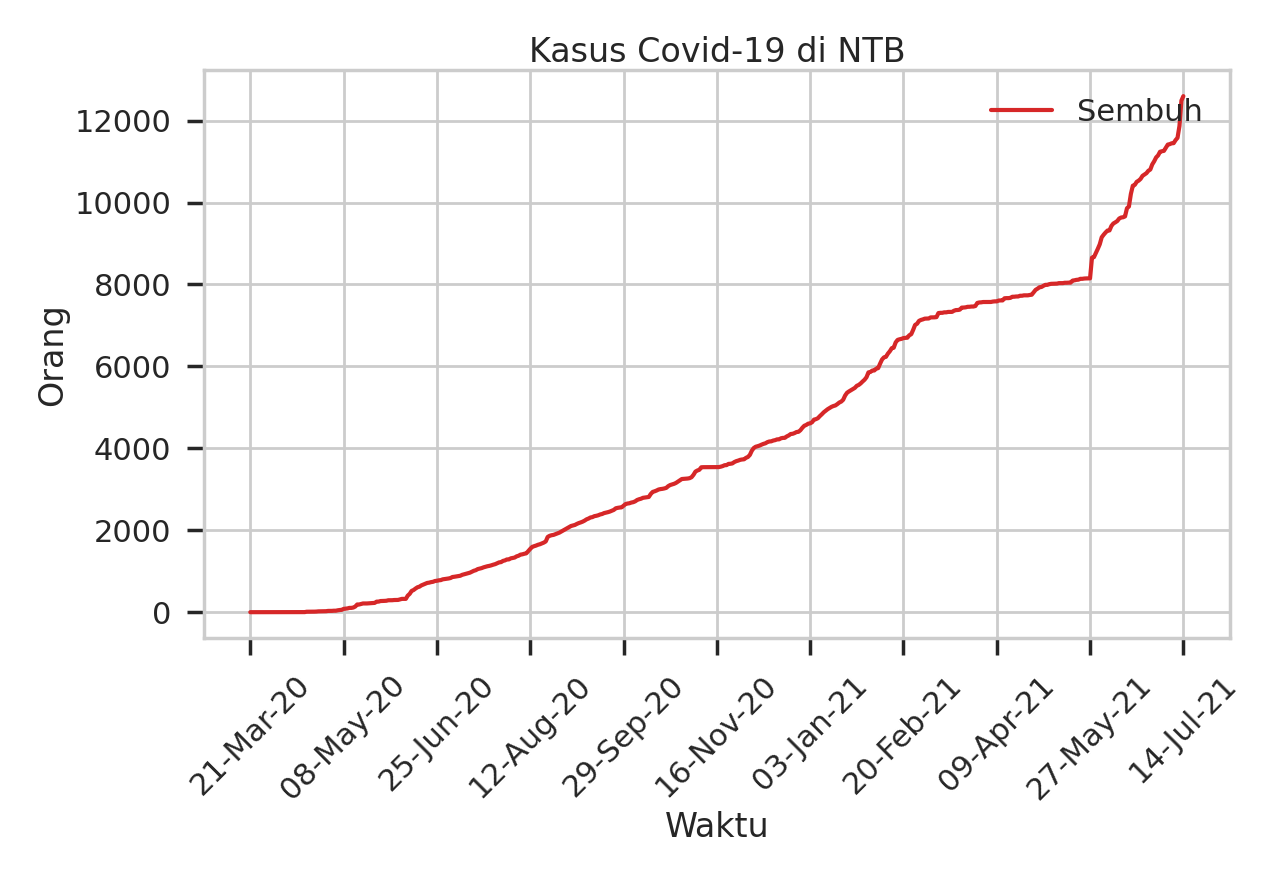 Kasus Covid-19 di NTB
Sembuh
12000
10000
8000
6000
4000
2000
0
Orang
21-Mar-20
08-May-20
25-Jun-20
12-Aug-20
29-Sep-20
16-Nov-20
03-Jan-21
20-Feb-21
09-Apr-21
27-May-21
14-Jul-21
Waktu